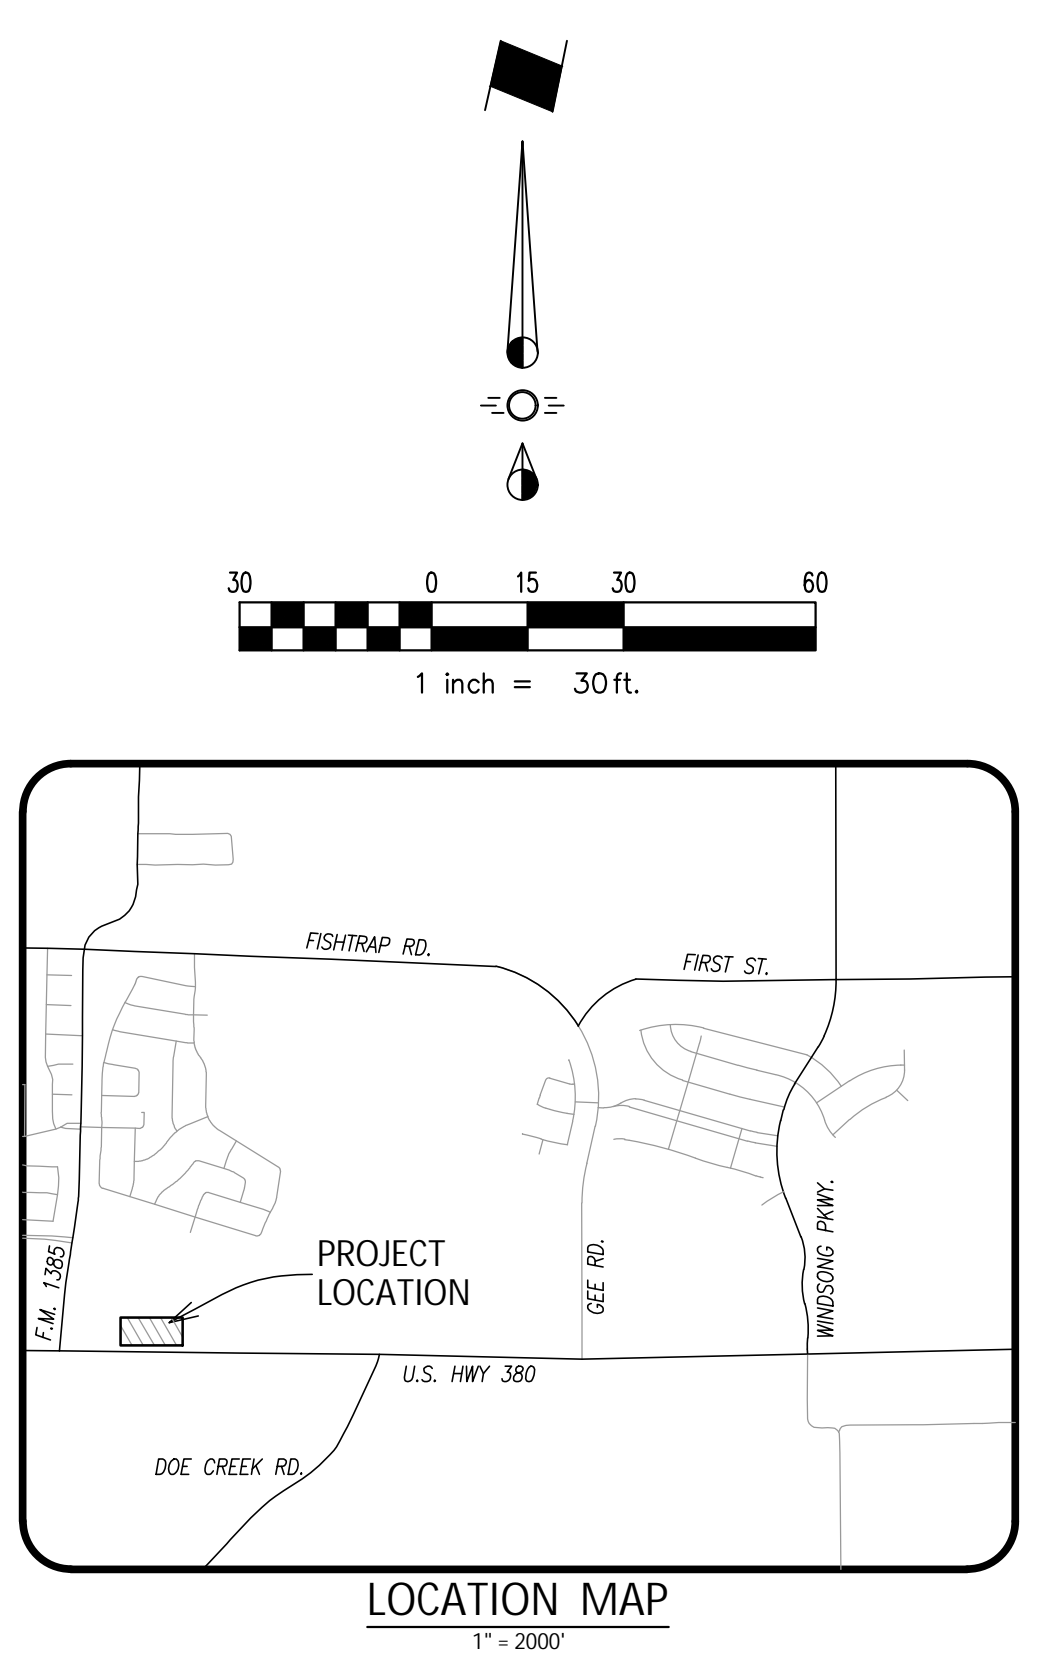 30 0 15 30 60
1 inch = 30 ft.
FISHTRAP RD.
FIRST ST.
F.M. 1385
PROJECT
LOCATION
GEE RD.
WINDSONG PKWY.
U.S. HWY 380
DOE CREEK RD.
LOCATION MAP
1" = 2000'